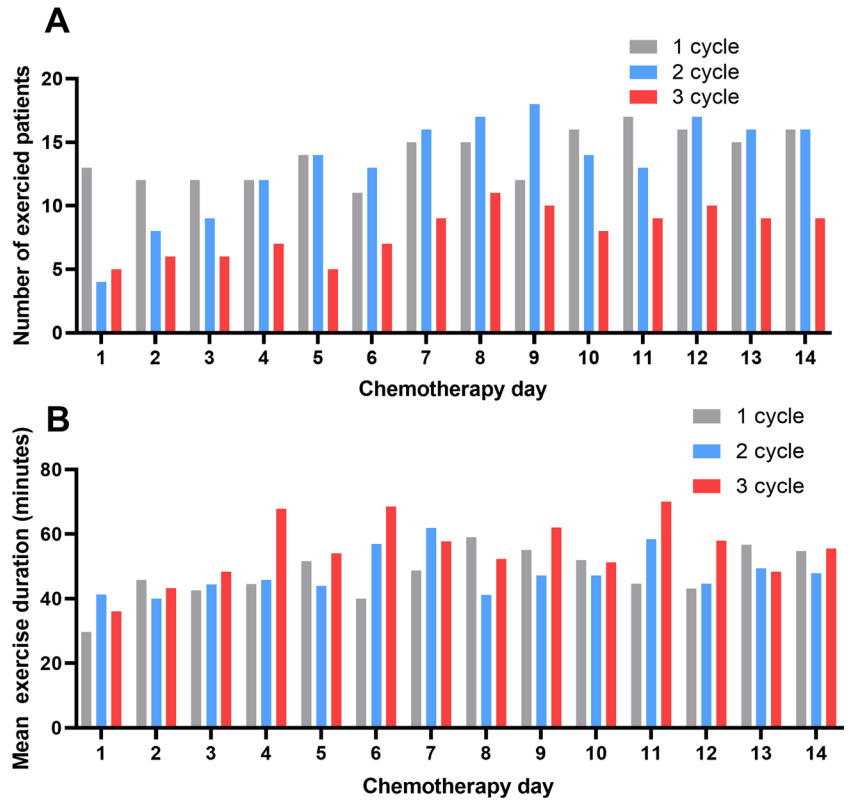 A
1 cycle
2 cycle
3 cycle
Number of exercied patients
20
15
10
5
0
1 2 3 4 5 6 7 8 9 10 11 12 13 14
Chemotherapy day
B
1 cycle
2 cycle
3 cycle
Mean exercise duration (minutes)
80
60
40
20
0
1 2 3 4 5 6 7 8 9 10 11 12 13 14
Chemotherapy day